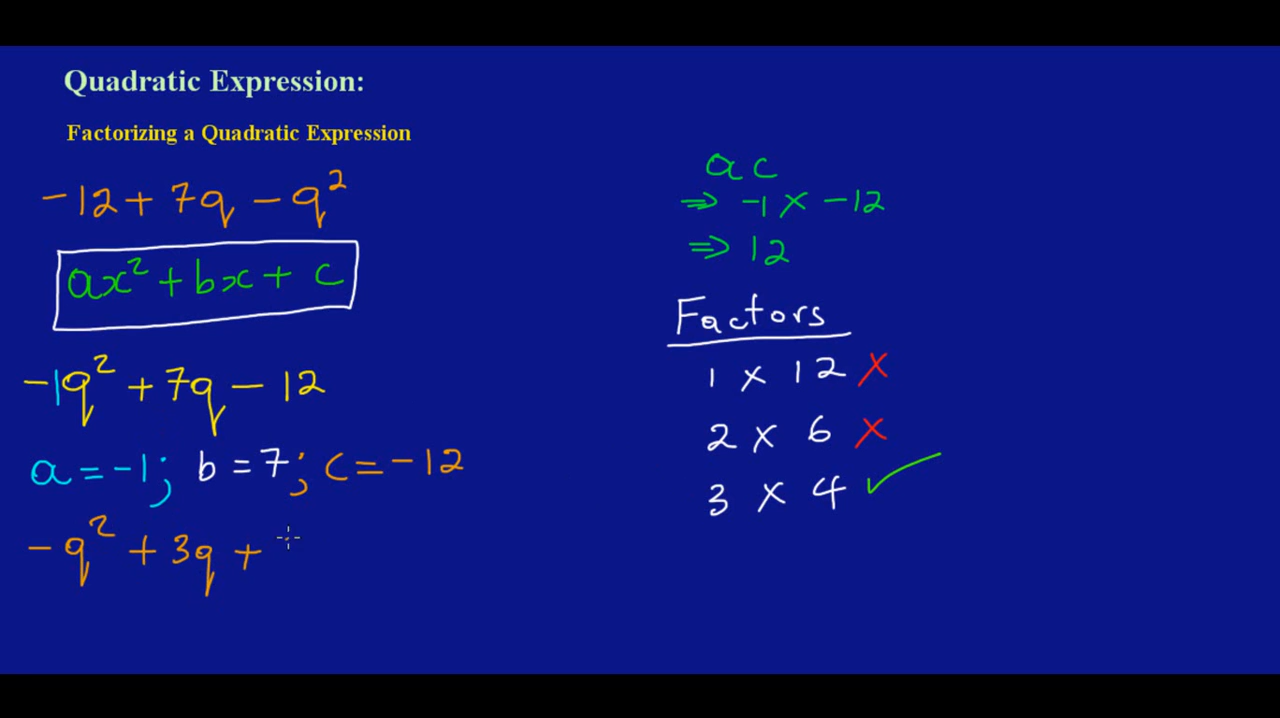 Quadratic Expression:
Factorizing a Quadratic Expression
-12 + 7q - q²
ax² + bx + c
-1q² + 7q - 12
a = -1; b = 7; c = -12
-q² + 3q +
ac
⇒ -1 × -12
⇒ 12
Factors
1 × 12 ✗
2 × 6 ✗
3 × 4 ✓